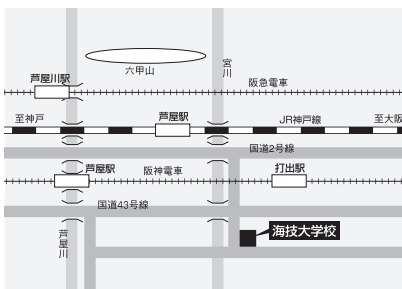 六甲山
宮川
芦屋川駅
阪急電車
至神戸
芦屋駅
JR神戸線
至大阪
国道2号線
芦屋駅
阪神電車
打出駅
国道43号線
芦屋川
海技大学校